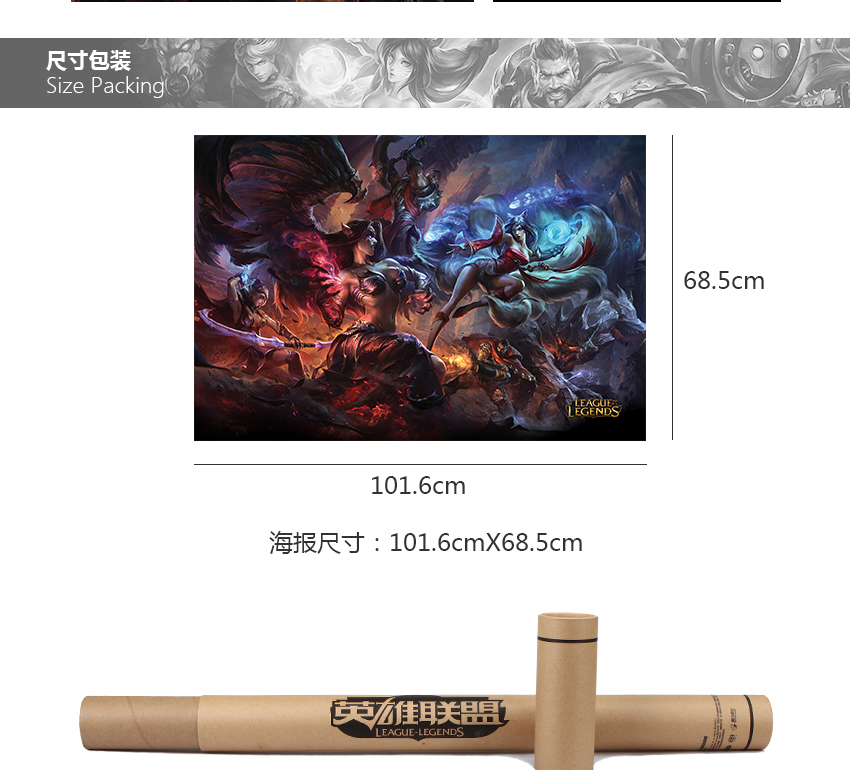 尺寸包装
Size Packing
LEAGUE OF LEGENDS
68.5cm
101.6cm
海报尺寸：101.6cmX68.5cm
英雄联盟
LEAGUE OF LEGENDS